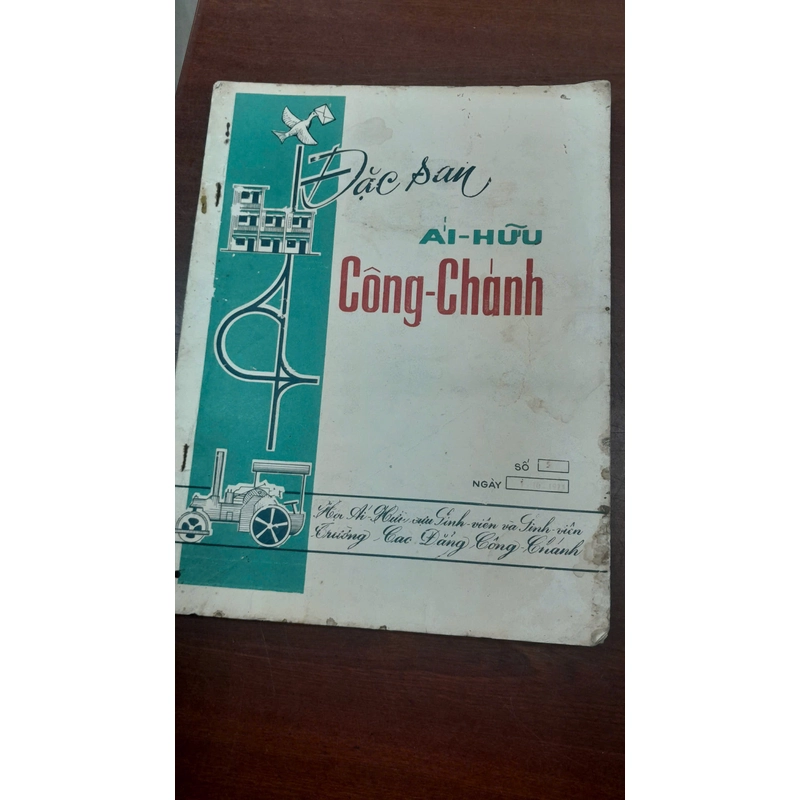 Đặc san
ÁI-HỮU
Công-Chánh
SỐ 5
NGÀY
Hội Ái-Hữu cựu Sinh-viên và Sinh-viên
Trường Cao Đẳng Công-Chánh